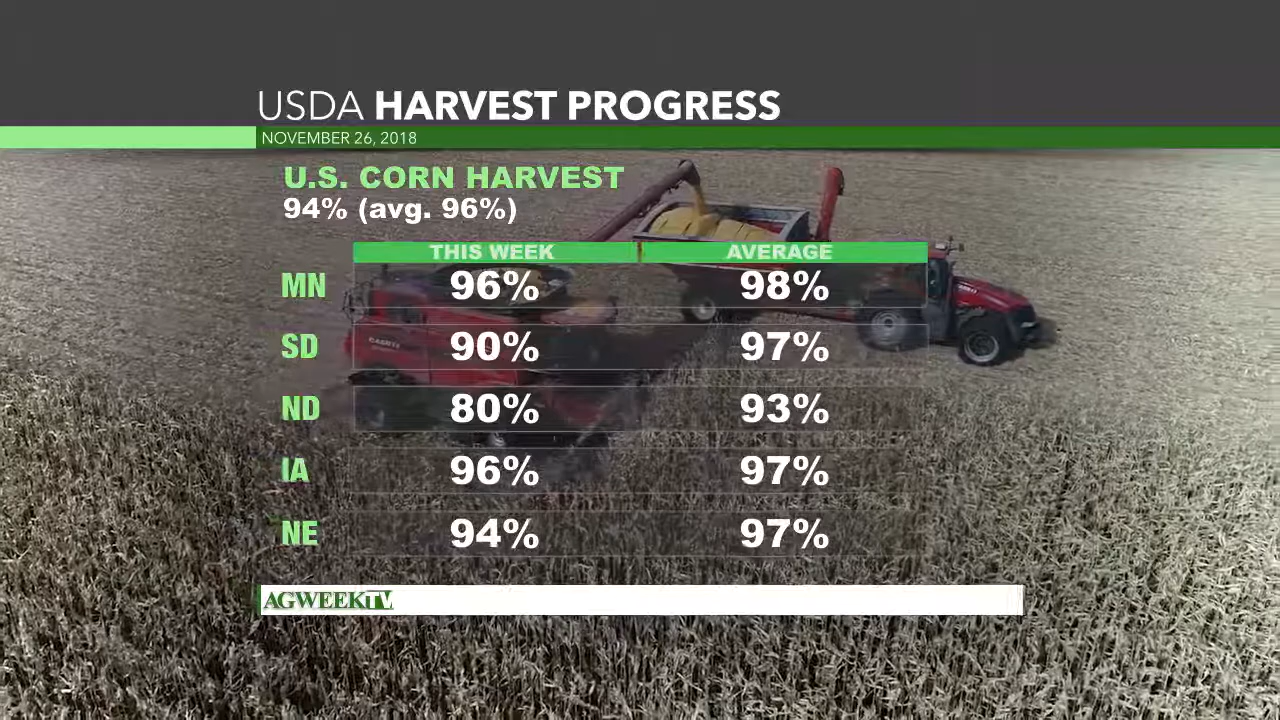 USDA HARVEST PROGRESS
NOVEMBER 26, 2018
U.S. CORN HARVEST
94% (avg. 96%)
THIS WEEK AVERAGE
MN 96% 98%
SD 90% 97%
ND 80% 93%
IA 96% 97%
NE 94% 97%
AGWEEKTV